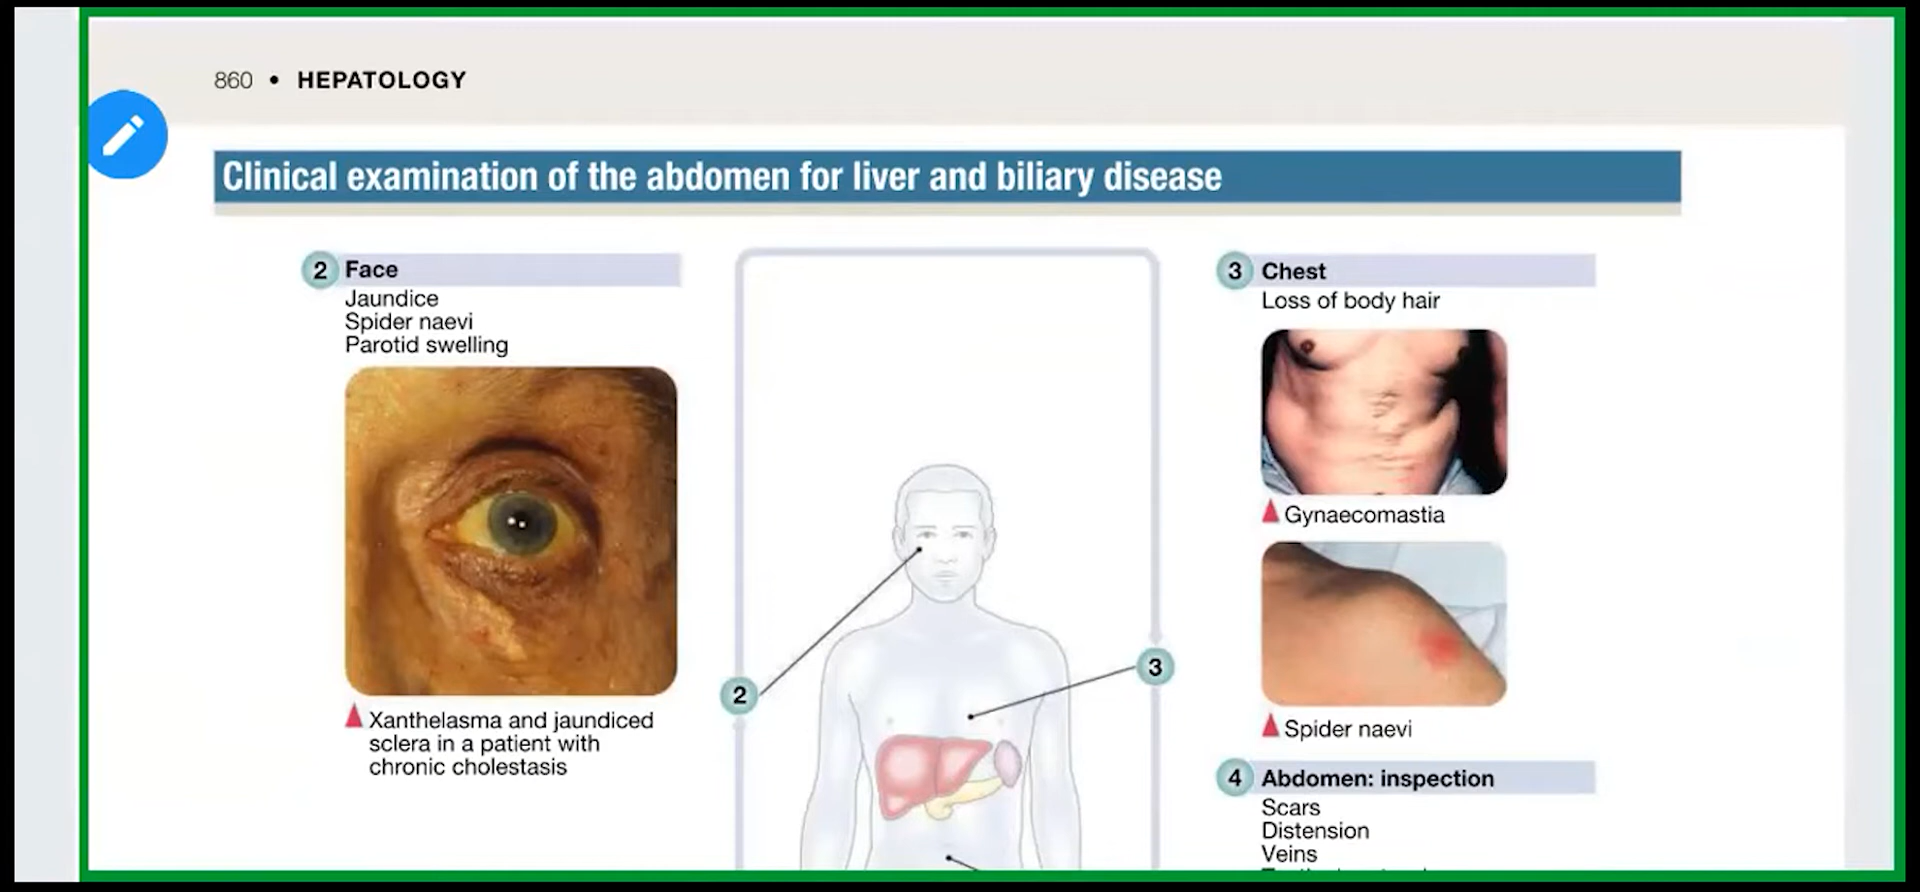 860 • HEPATOLOGY
Clinical examination of the abdomen for liver and biliary disease
2 Face
Jaundice
Spider naevi
Parotid swelling
Xanthelasma and jaundiced
sclera in a patient with
chronic cholestasis
2
3
3 Chest
Loss of body hair
Gynaecomastia
Spider naevi
4 Abdomen: inspection
Scars
Distension
Veins